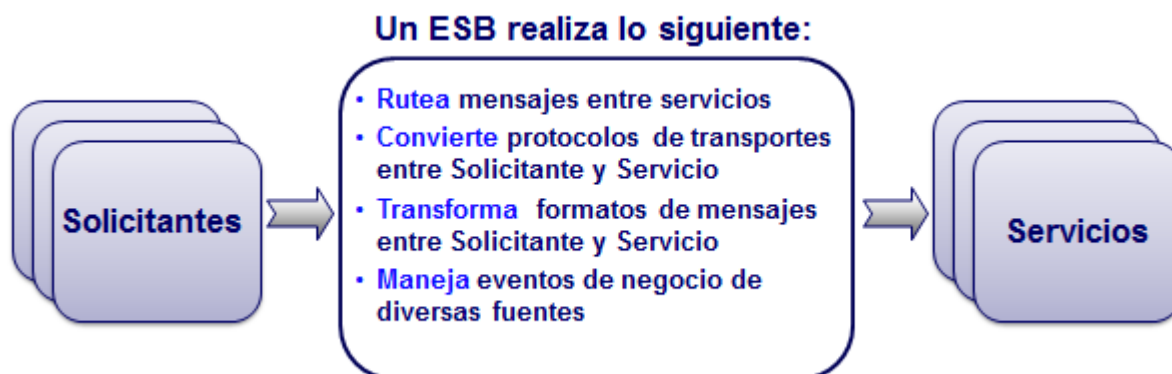 Un ESB realiza lo siguiente:
Solicitantes
• Rutea mensajes entre servicios
• Convierte protocolos de transportes
entre Solicitante y Servicio
• Transforma formatos de mensajes
entre Solicitante y Servicio
• Maneja eventos de negocio de
diversas fuentes
Servicios